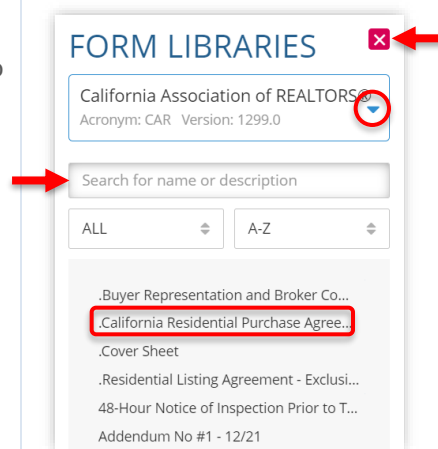 FORM LIBRARIES
California Association of REALTORS®
Acronym: CAR Version: 1299.0
Search for name or description
ALL A-Z
.Buyer Representation and Broker Co...
.California Residential Purchase Agree...
.Cover Sheet
.Residential Listing Agreement - Exclusi...
48-Hour Notice of Inspection Prior to T...
Addendum No #1 - 12/21